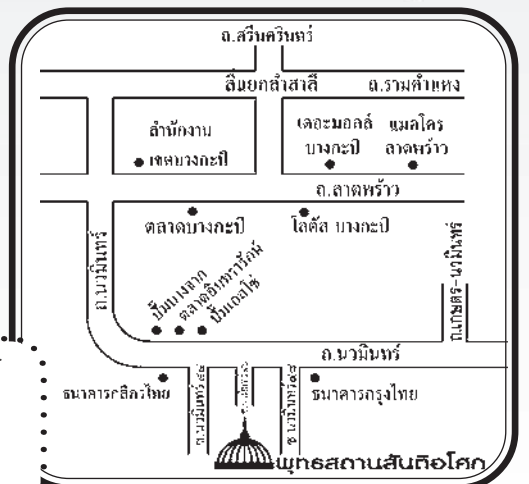 ถ.ศรีนครินทร์
สี่แยกลำสาลี ถ.รามคำแหง
สำนักงาน
เขตบางกะปิ
เดอะมอลล์
บางกะปิ
แมคโคร
ลาดพร้าว
ถ.ลาดพร้าว
ตลาดบางกะปิ
โลตัส บางกะปิ
ถ.นวมินทร์
ถ.เกษตร-นวมินทร์
ปั๊มบางจาก
ตลาดอินทรารักษ์
ปั๊มเอสโซ่
ถ.นวมินทร์
ธนาคารกสิกรไทย
ธนาคารกรุงไทย
พุทธสถานสันติอโศก